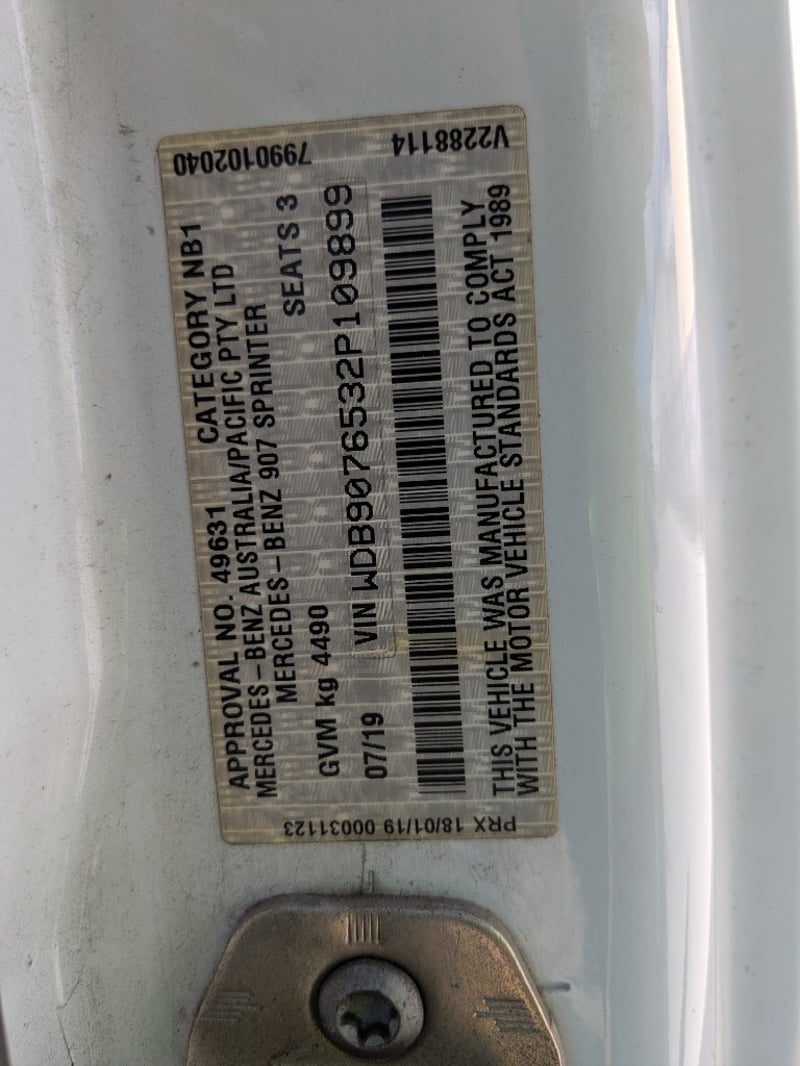 APPROVAL NO. 49631 CATEGORY NB1
MERCEDES-BENZ AUSTRALIA/PACIFIC PTY LTD
MERCEDES-BENZ 907 SPRINTER
GVM kg 4490 SEATS 3
07/19 VIN WDB9076532P109899
THIS VEHICLE WAS MANUFACTURED TO COMPLY
WITH THE MOTOR VEHICLE STANDARDS ACT 1989
7990102040 V2288114
PRX 18/01/19 00031123